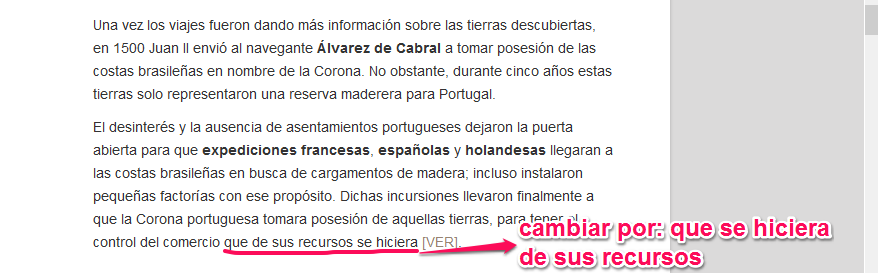 Una vez los viajes fueron dando más información sobre las tierras descubiertas,
en 1500 Juan II envió al navegante Álvarez de Cabral a tomar posesión de las
costas brasileñas en nombre de la Corona. No obstante, durante cinco años estas
tierras solo representaron una reserva maderera para Portugal.
El desinterés y la ausencia de asentamientos portugueses dejaron la puerta
abierta para que expediciones francesas, españolas y holandesas llegaran a
las costas brasileñas en busca de cargamentos de madera; incluso instalaron
pequeñas factorías con ese propósito. Dichas incursiones llevaron finalmente a
que la Corona portuguesa tomara posesión de aquellas tierras, para tener el
control del comercio que de sus recursos se hiciera [VER].
cambiar por: que se hiciera
de sus recursos